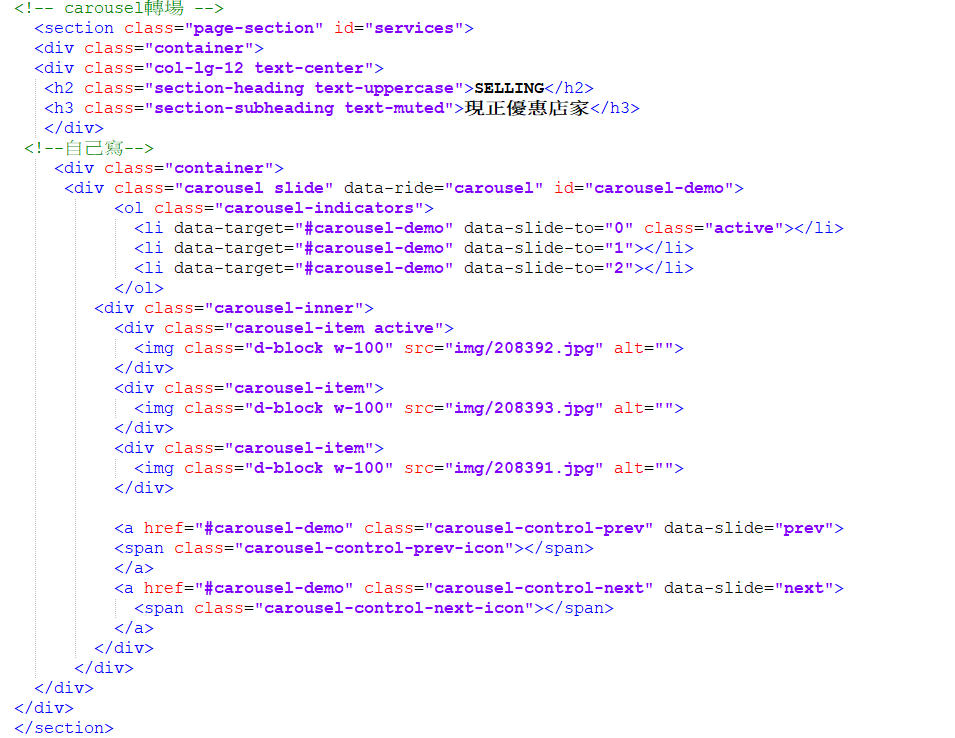 <!-- carousel轉場 -->
<section class="page-section" id="services">
<div class="container">
<div class="col-lg-12 text-center">
<h2 class="section-heading text-uppercase">SELLING</h2>
<h3 class="section-subheading text-muted">現正優惠店家</h3>
</div>
<!--自己寫-->
<div class="container">
<div class="carousel slide" data-ride="carousel" id="carousel-demo">
<ol class="carousel-indicators">
<li data-target="#carousel-demo" data-slide-to="0" class="active"></li>
<li data-target="#carousel-demo" data-slide-to="1"></li>
<li data-target="#carousel-demo" data-slide-to="2"></li>
</ol>
<div class="carousel-inner">
<div class="carousel-item active">
<img class="d-block w-100" src="img/208392.jpg" alt="">
</div>
<div class="carousel-item">
<img class="d-block w-100" src="img/208393.jpg" alt="">
</div>
<div class="carousel-item">
<img class="d-block w-100" src="img/208391.jpg" alt="">
</div>
<a href="#carousel-demo" class="carousel-control-prev" data-slide="prev">
<span class="carousel-control-prev-icon"></span>
</a>
<a href="#carousel-demo" class="carousel-control-next" data-slide="next">
<span class="carousel-control-next-icon"></span>
</a>
</div>
</div>
</div>
</div>
</section>